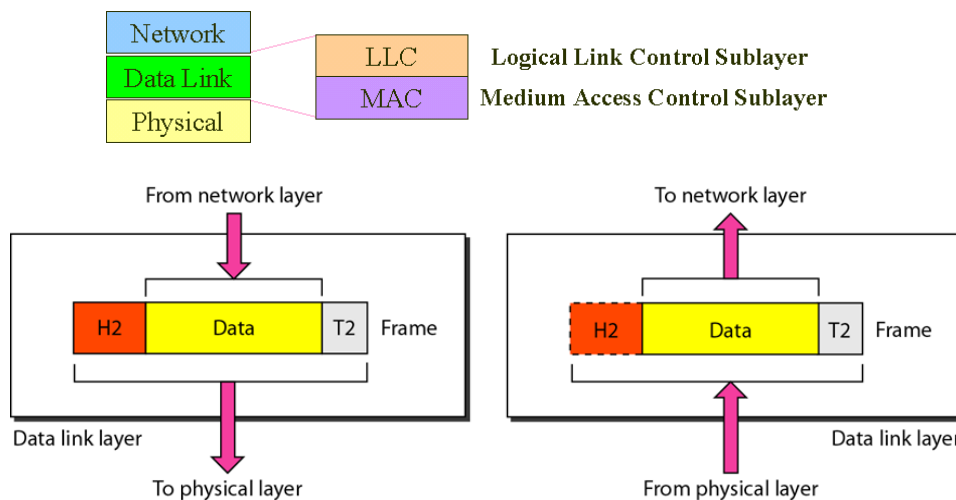 Network
Data Link
Physical
LLC
Logical Link Control Sublayer
MAC
Medium Access Control Sublayer
From network layer
H2
Data
T2
Frame
Data link layer
To physical layer
To network layer
H2
Data
T2
Frame
Data link layer
From physical layer